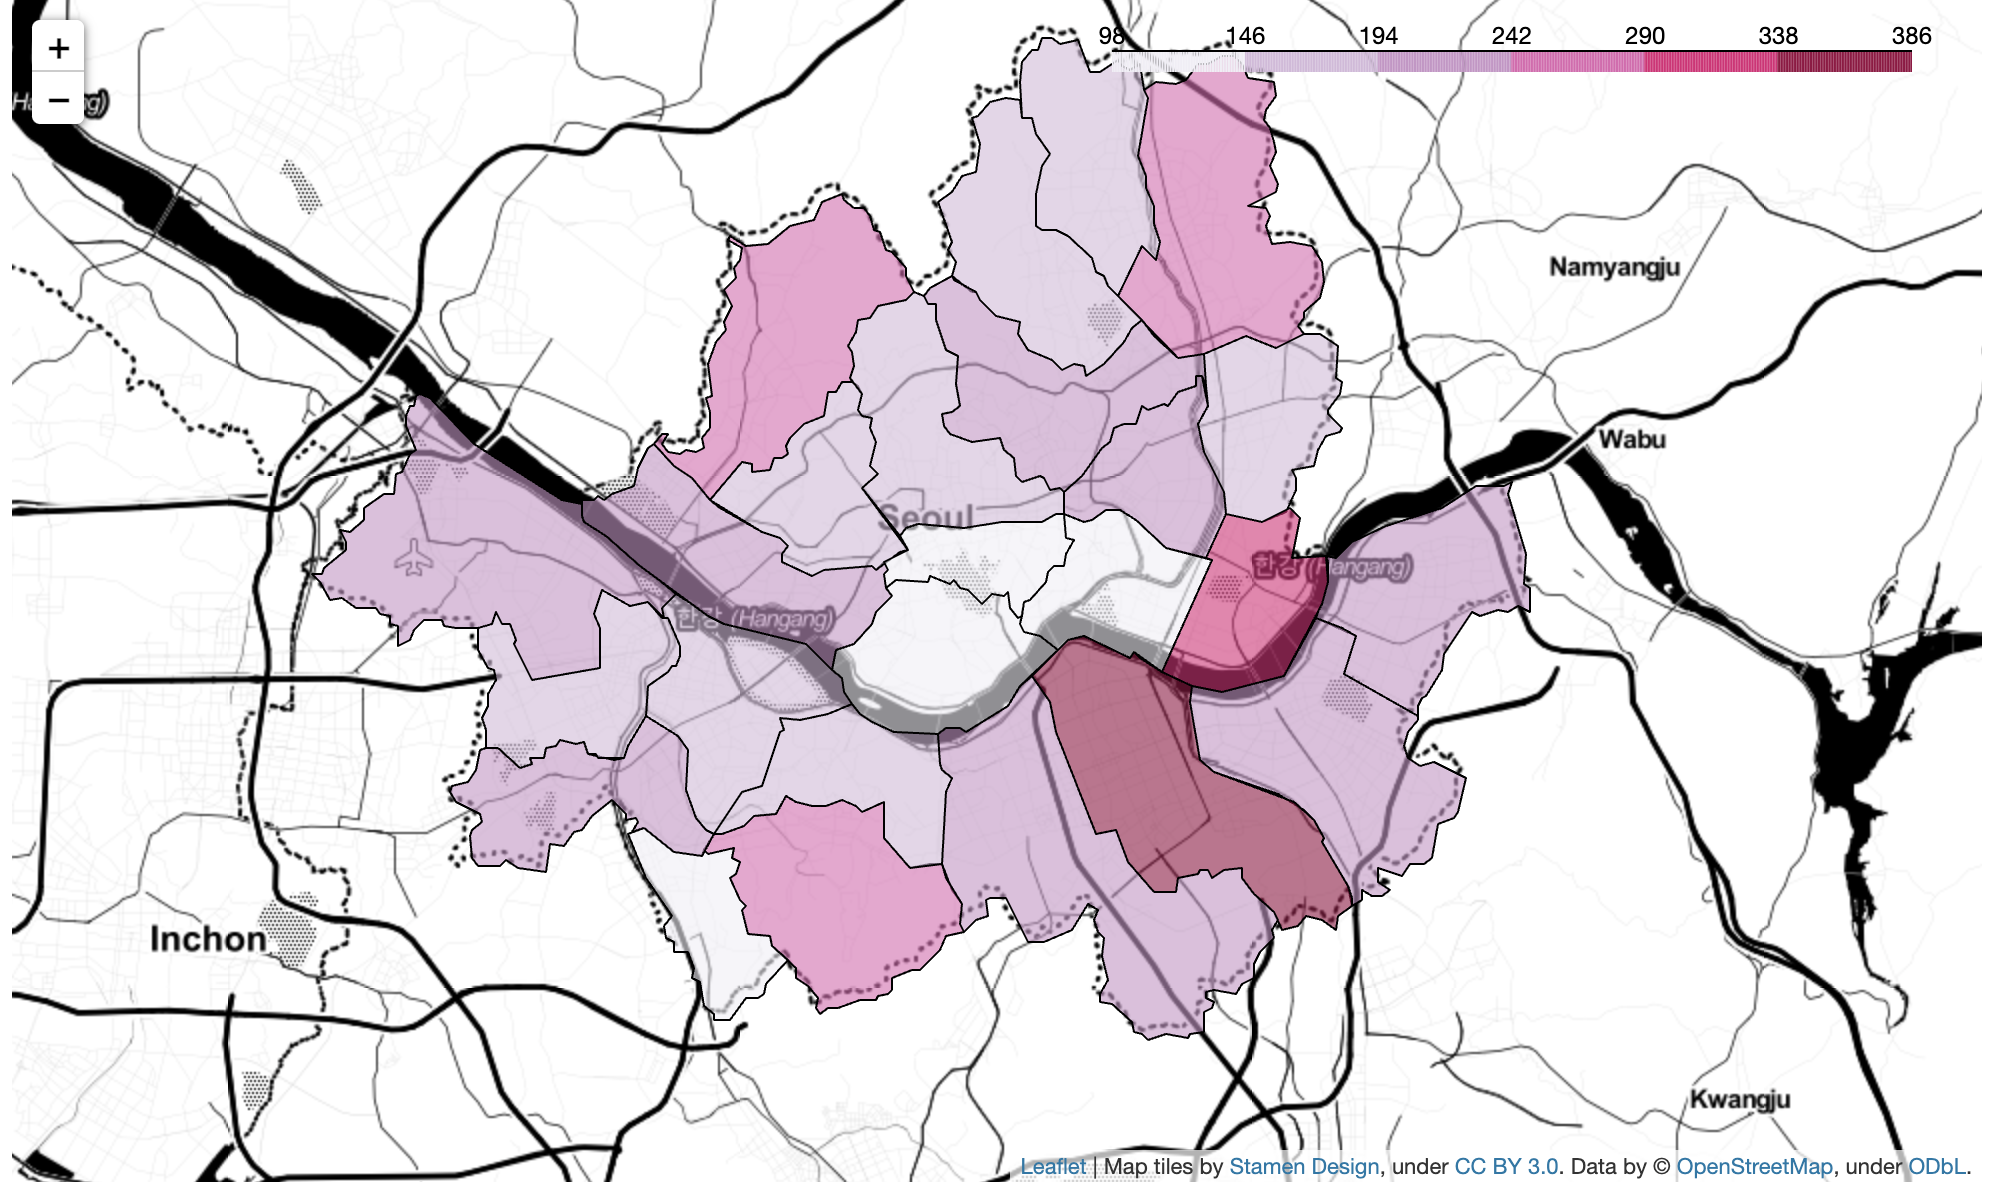 +
−
98 146 194 242 290 338 386
Namyangju
Wabu
Seoul
한강 (Hangang)
한강 (Hangang)
Inchon
Kwangju
Leaflet | Map tiles by Stamen Design, under CC BY 3.0. Data by © OpenStreetMap, under ODbL.